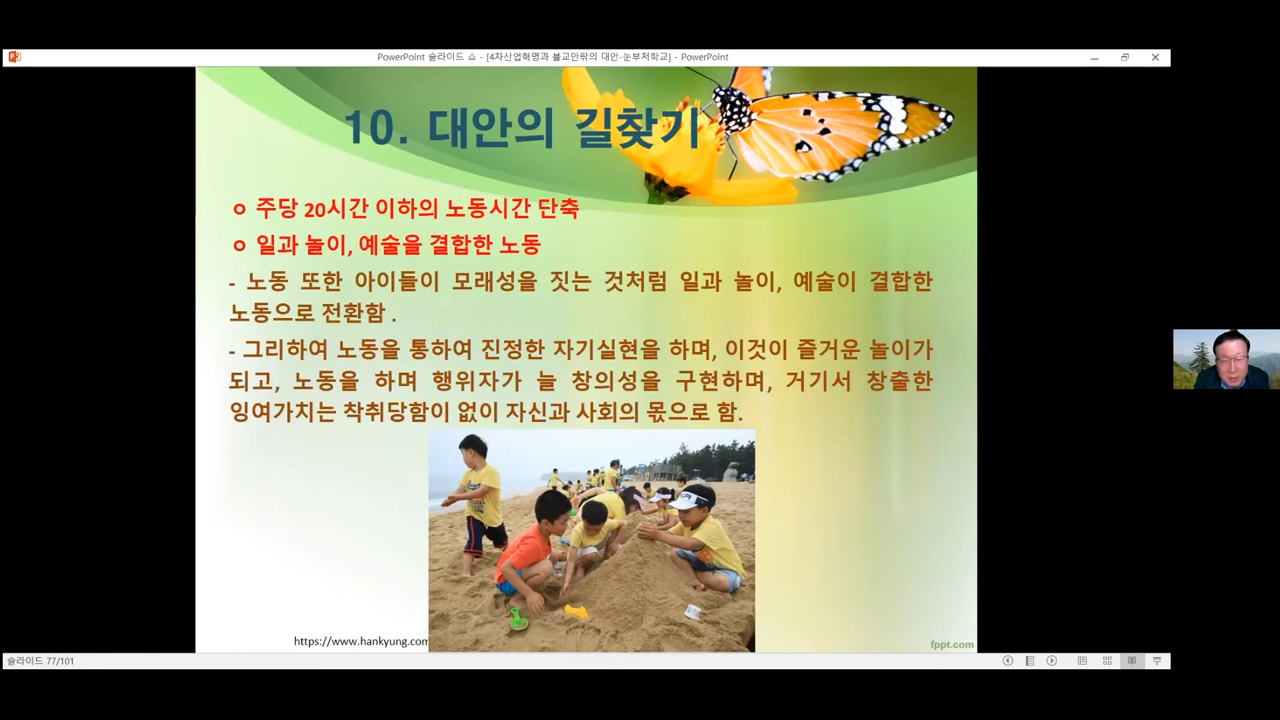 PowerPoint 슬라이드 쇼 - [4차산업혁명과 불교안팎의 대안-눈부처학교] - PowerPoint
10. 대안의 길찾기
주당 20시간 이하의 노동시간 단축
일과 놀이, 예술을 결합한 노동
- 노동 또한 아이들이 모래성을 짓는 것처럼 일과 놀이, 예술이 결합한
노동으로 전환함 .
- 그리하여 노동을 통하여 진정한 자기실현을 하며, 이것이 즐거운 놀이가
되고, 노동을 하며 행위자가 늘 창의성을 구현하며, 거기서 창출한
잉여가치는 착취당함이 없이 자신과 사회의 몫으로 함.
https://www.hankyung.com
fppt.com
슬라이드 77/101